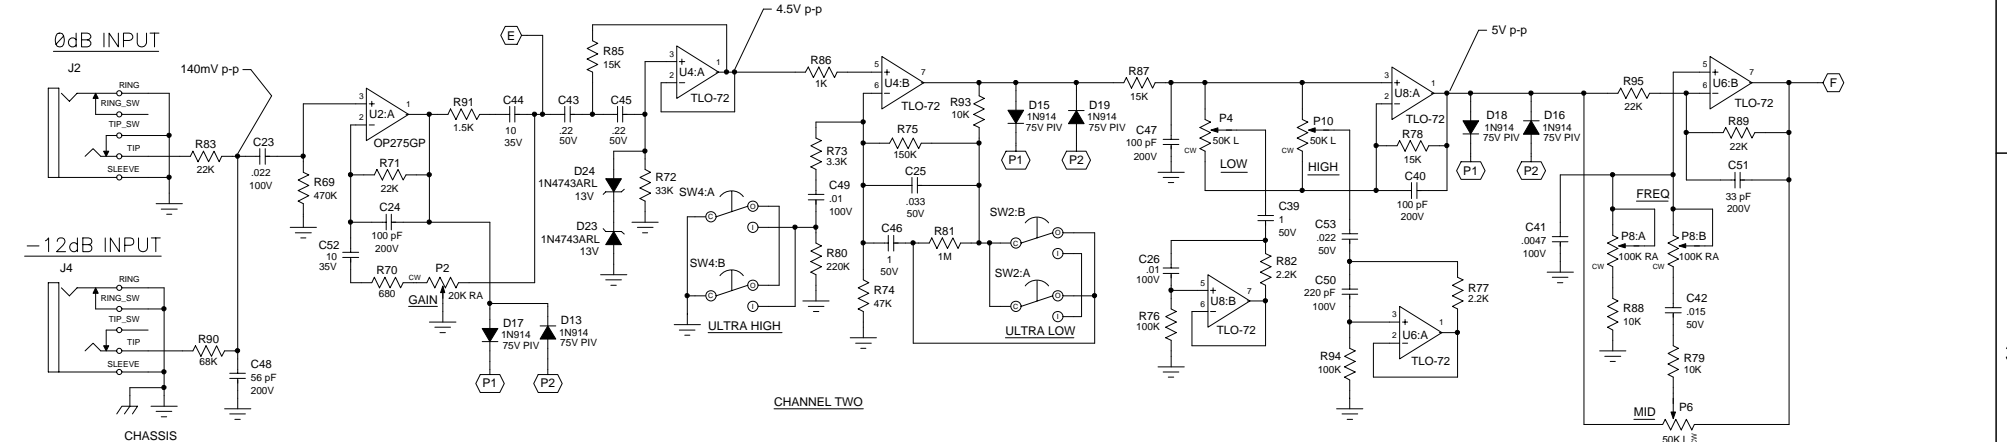 0dB INPUT
J2
RING
RING_SW
TIP_SW
TIP
SLEEVE
140mV p-p
R83
22K
C23
.022
100V
R69
470K
3
2
1
+
−
U2:A
OP275GP
R71
22K
C24
100 pF
200V
C52
10
35V
R70
680
CW
P2
20K RA
GAIN
R91
1.5K
C44
10
35V
E
C43
.22
50V
R85
15K
C45
.22
50V
D24
1N4743ARL
13V
D23
1N4743ARL
13V
R72
33K
3
2
1
+
−
U4:A
TLO-72
4.5V p-p
D17
1N914
75V PIV
P1
D13
1N914
75V PIV
P2
-12dB INPUT
J4
RING
RING_SW
TIP_SW
TIP
SLEEVE
R90
68K
C48
56 pF
200V
CHASSIS
SW4:A
C
O
I
SW4:B
C
O
I
ULTRA HIGH
R86
1K
R73
3.3K
C49
.01
100V
R80
220K
5
6
7
+
−
U4:B
TLO-72
R75
150K
C25
.033
50V
C46
1
50V
R81
1M
R74
47K
R93
10K
SW2:B
C
O
I
SW2:A
C
O
I
ULTRA LOW
CHANNEL TWO
D15
1N914
75V PIV
P1
D19
1N914
75V PIV
P2
R87
15K
C47
100 pF
200V
P4
50K L
CW
LOW
P10
50K L
CW
HIGH
3
2
1
+
−
U8:A
TLO-72
R78
15K
C40
100 pF
200V
5V p-p
C39
1
50V
C26
.01
100V
R76
100K
5
6
7
+
−
U8:B
TLO-72
R82
2.2K
C53
.022
50V
C50
220 pF
100V
R94
100K
3
2
1
+
−
U6:A
TLO-72
R77
2.2K
D18
1N914
75V PIV
P1
D16
1N914
75V PIV
P2
R95
22K
5
6
7
+
−
U6:B
TLO-72
R89
22K
C51
33 pF
200V
F
C41
.0047
100V
FREQ
P8:A
100K RA
CW
P8:B
100K RA
CW
R88
10K
C42
.015
50V
R79
10K
MID
P6
50K L
CW